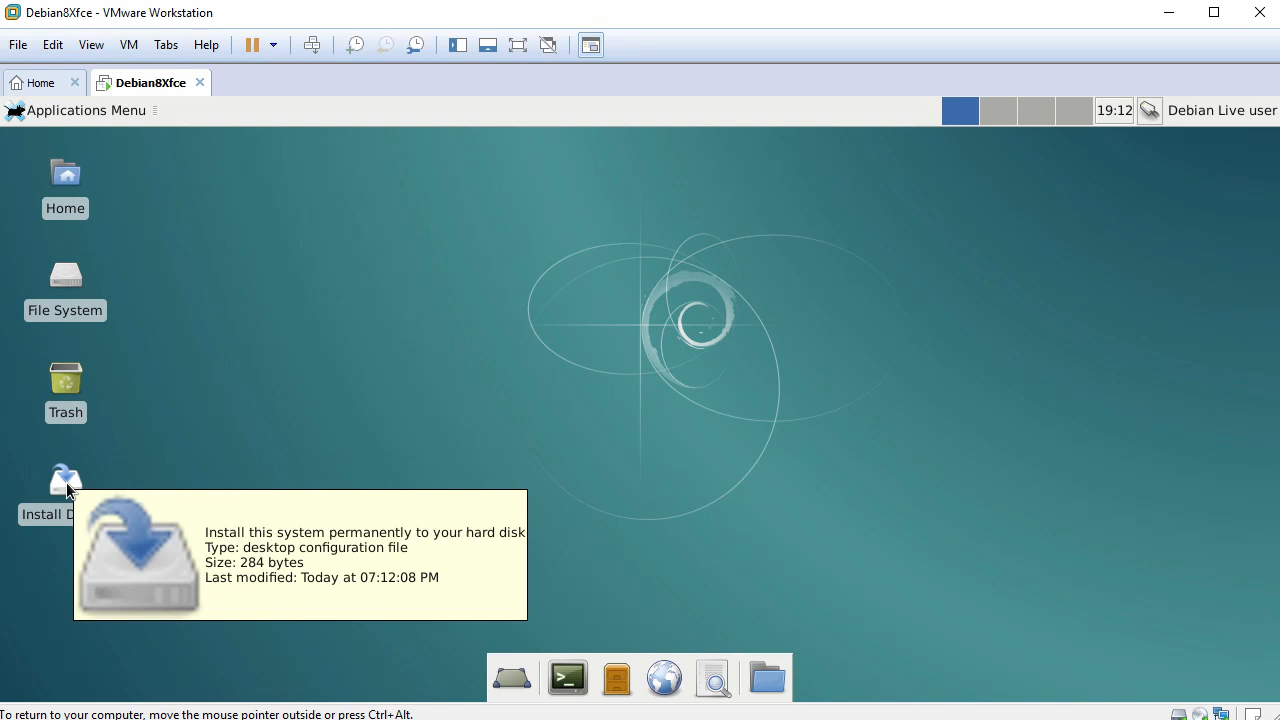 Debian8Xfce - VMware Workstation
File Edit View VM Tabs Help
Home Debian8Xfce
Applications Menu 19:12 Debian Live user
Home
File System
Trash
Install D
Install this system permanently to your hard disk
Type: desktop configuration file
Size: 284 bytes
Last modified: Today at 07:12:08 PM
To return to your computer, move the mouse pointer outside or press Ctrl+Alt.